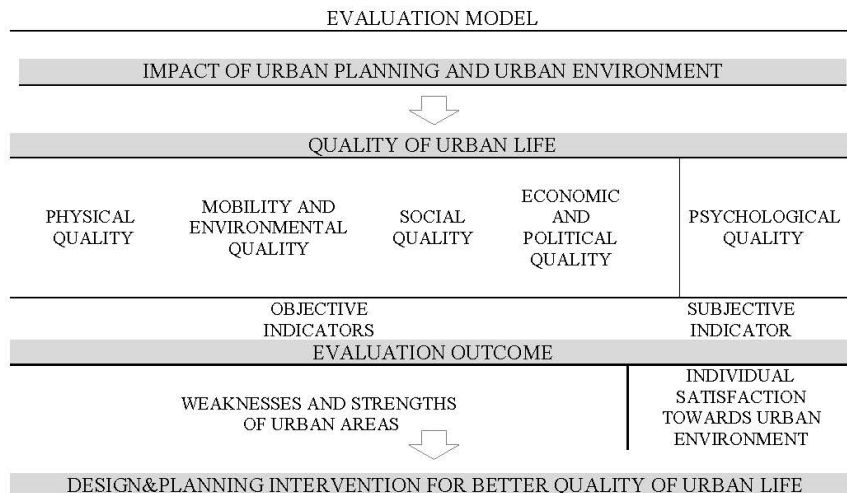 EVALUATION MODEL
IMPACT OF URBAN PLANNING AND URBAN ENVIRONMENT
QUALITY OF URBAN LIFE
PHYSICAL
QUALITY
MOBILITY AND
ENVIRONMENTAL
QUALITY
SOCIAL
QUALITY
ECONOMIC
AND
POLITICAL
QUALITY
PSYCHOLOGICAL
QUALITY
OBJECTIVE
INDICATORS
SUBJECTIVE
INDICATOR
EVALUATION OUTCOME
WEAKNESSES AND STRENGTHS
OF URBAN AREAS
INDIVIDUAL
SATISFACTION
TOWARDS URBAN
ENVIRONMENT
DESIGN&PLANNING INTERVENTION FOR BETTER QUALITY OF URBAN LIFE